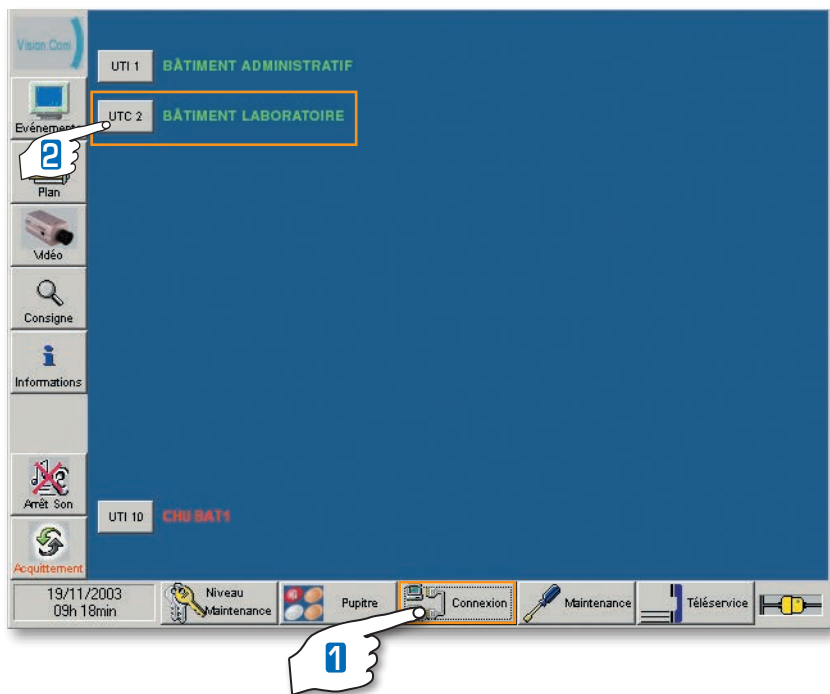 Vision.Com
UTI 1 BÂTIMENT ADMINISTRATIF
UTC 2 BÂTIMENT LABORATOIRE
Evénements
2
Plan
Vidéo
Consigne
Informations
Arrêt Son
UTI 10 CHU BAT1
Acquittement
19/11/2003
09h 18min
Niveau
Maintenance
Pupitre
Connexion
Maintenance
Téléservice
1